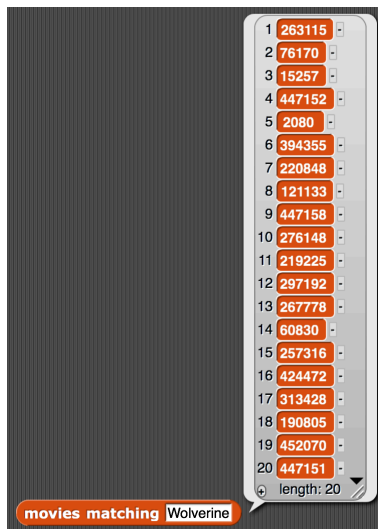 1 263115 -
2 76170 -
3 15257 -
4 447152 -
5 2080 -
6 394355 -
7 220848 -
8 121133 -
9 447158 -
10 276148 -
11 219225 -
12 297192 -
13 267778 -
14 60830 -
15 257316 -
16 424472 -
17 313428 -
18 190805 -
19 452070 -
20 447151 -
+ length: 20
movies matching Wolverine